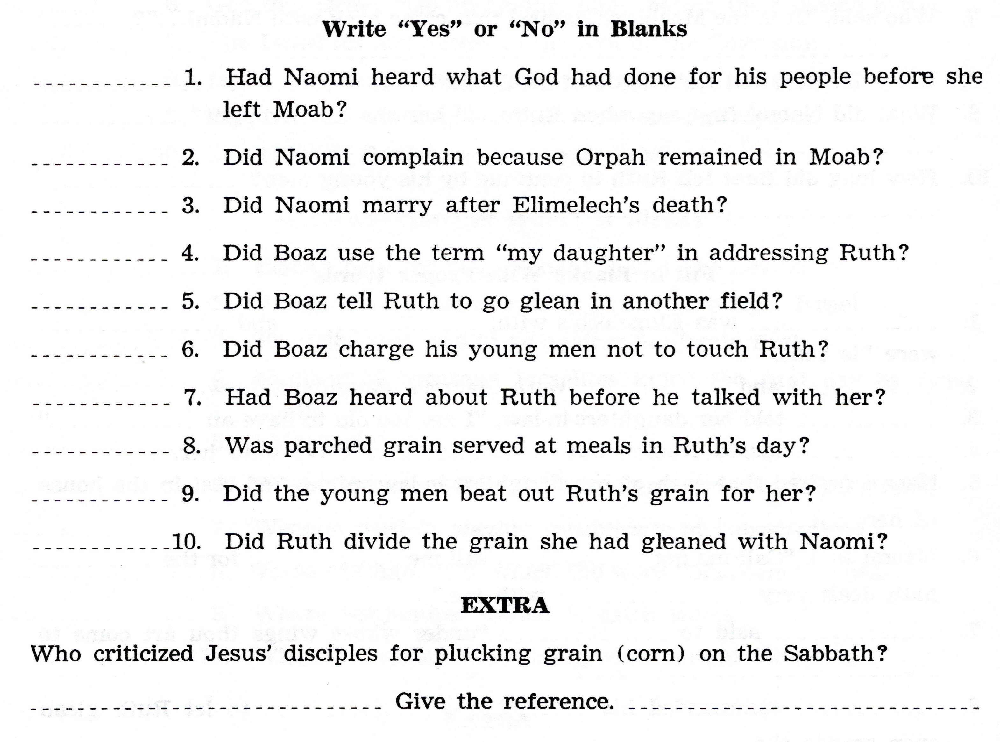 Write “Yes” or “No” in Blanks
------------ 1. Had Naomi heard what God had done for his people before she
left Moab?
------------ 2. Did Naomi complain because Orpah remained in Moab?
------------ 3. Did Naomi marry after Elimelech’s death?
------------ 4. Did Boaz use the term “my daughter” in addressing Ruth?
------------ 5. Did Boaz tell Ruth to go glean in another field?
------------ 6. Did Boaz charge his young men not to touch Ruth?
------------ 7. Had Boaz heard about Ruth before he talked with her?
------------ 8. Was parched grain served at meals in Ruth’s day?
------------ 9. Did the young men beat out Ruth’s grain for her?
------------10. Did Ruth divide the grain she had gleaned with Naomi?
EXTRA
Who criticized Jesus’ disciples for plucking grain (corn) on the Sabbath?
------------------------------ Give the reference. ------------------------------